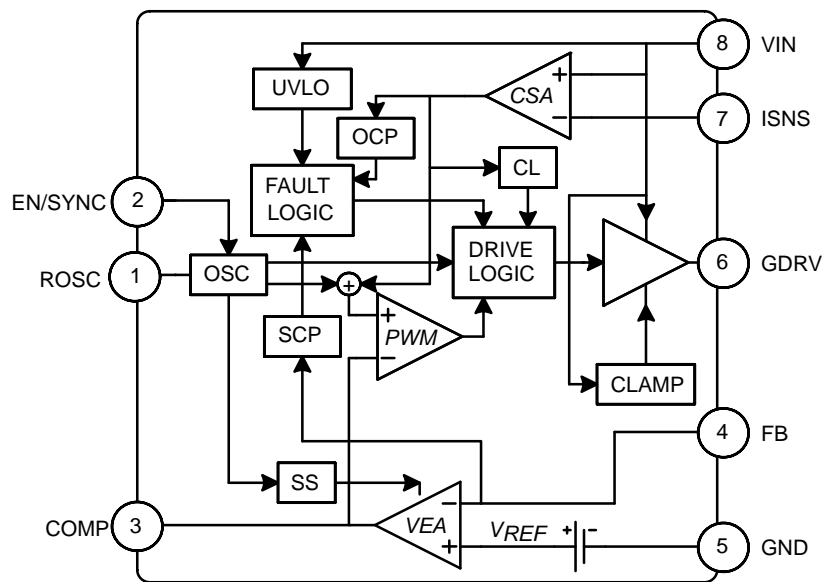 8 VIN
UVLO
CSA
+
−
OCP
7 ISNS
CL
FAULT
LOGIC
EN/SYNC 2
DRIVE
LOGIC
6 GDRV
ROSC 1
OSC
+
+
−
PWM
SCP
CLAMP
4 FB
SS
−
+
VEA
COMP 3
VREF
+ −
5 GND